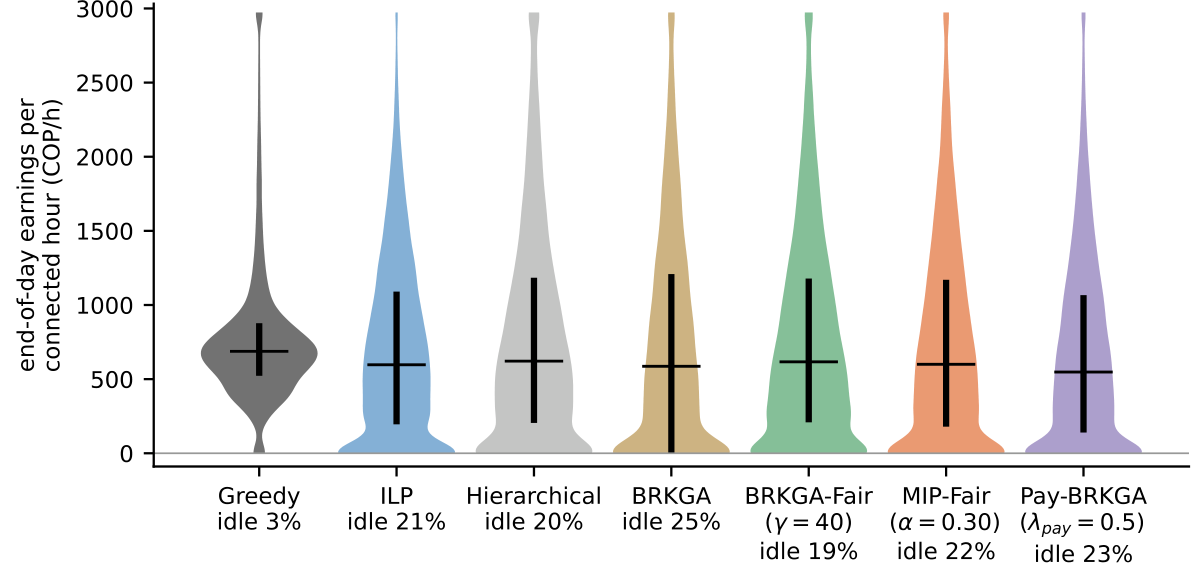 end-of-day earnings per
connected hour (COP/h)
3000
2500
2000
1500
1000
500
0
Greedy
idle 3%
ILP
idle 21%
Hierarchical
idle 20%
BRKGA
idle 25%
BRKGA-Fair
(γ = 40)
idle 19%
MIP-Fair
(α = 0.30)
idle 22%
Pay-BRKGA
(λ_pay = 0.5)
idle 23%